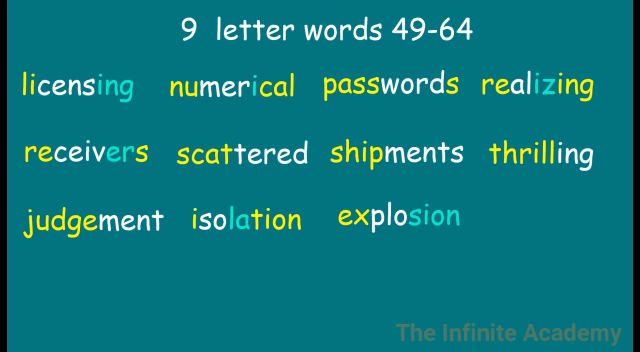 9 letter words 49-64
licensing numerical passwords realizing
receivers scattered shipments thrilling
judgement isolation explosion
The Infinite Academy